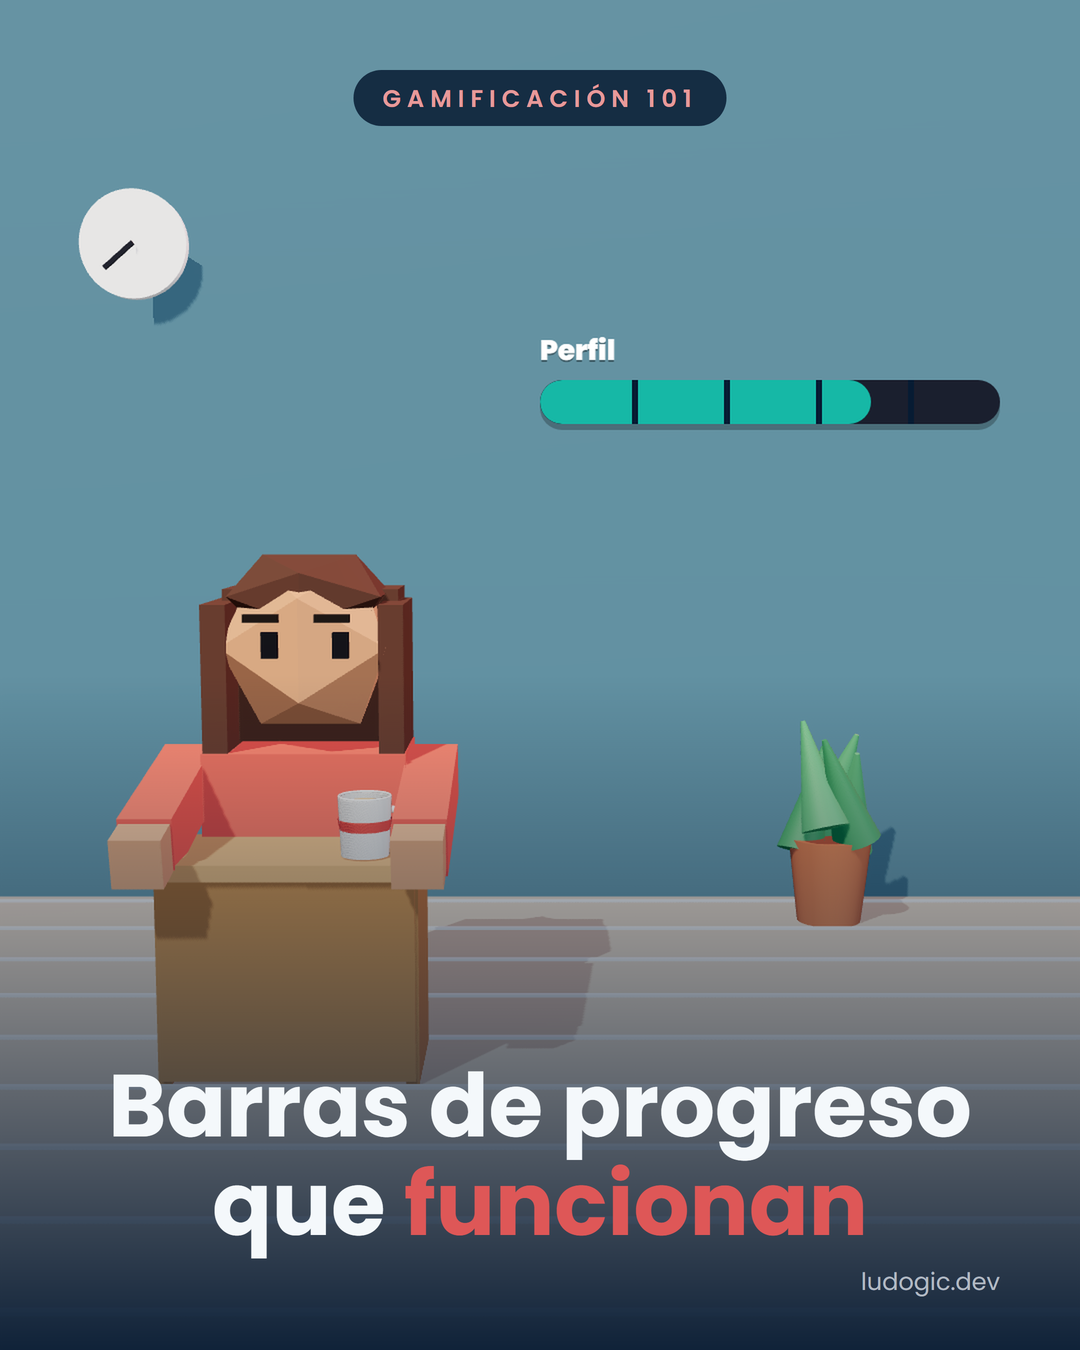 GAMIFICACIÓN 101
Perfil
Barras de progreso
que funcionan
ludogic.dev